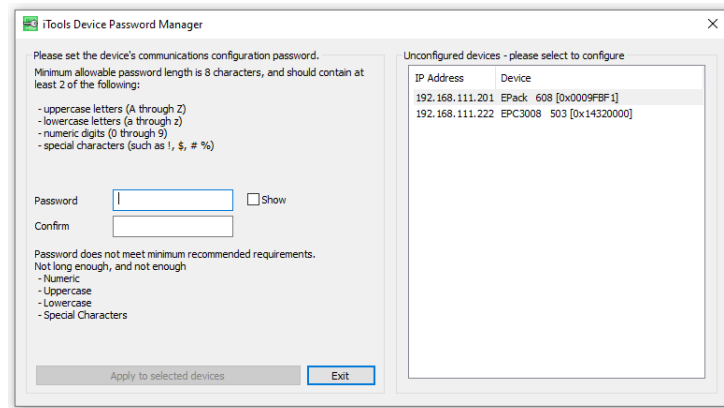 iTools Device Password Manager
Please set the device's communications configuration password.
Minimum allowable password length is 8 characters, and should contain at
least 2 of the following:
- uppercase letters (A through Z)
- lowercase letters (a through z)
- numeric digits (0 through 9)
- special characters (such as !, $, # %)
Password
Show
Confirm
Password does not meet minimum recommended requirements.
Not long enough, and not enough
- Numeric
- Uppercase
- Lowercase
- Special Characters
Apply to selected devices
Exit
Unconfigured devices - please select to configure
IP Address Device
192.168.111.201 EPack 608 [0x0009FBF1]
192.168.111.222 EPC3008 503 [0x14320000]